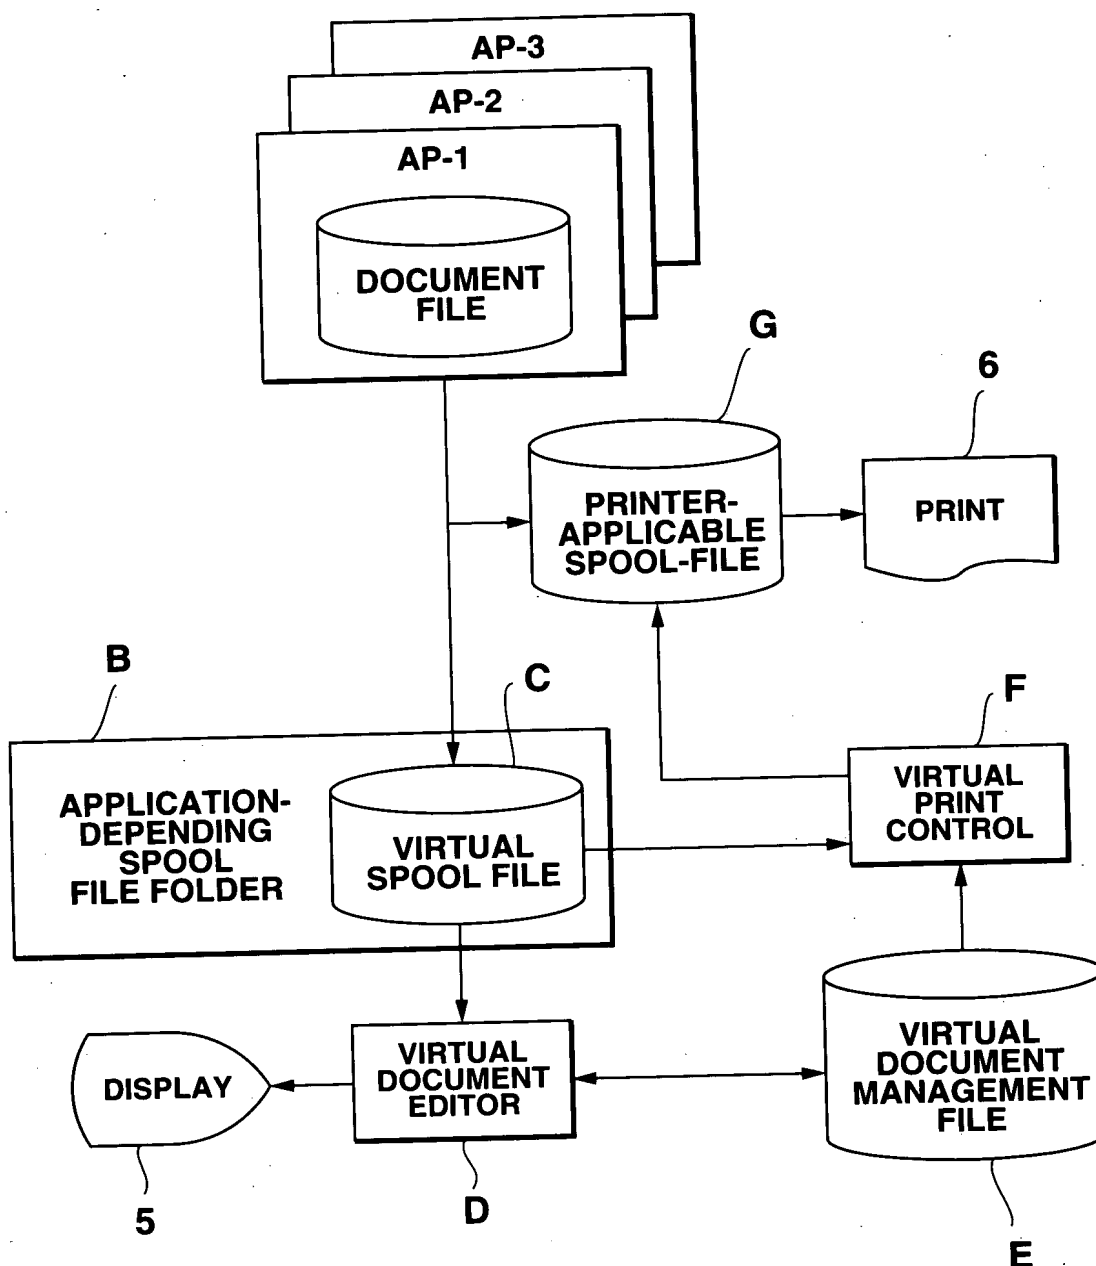 AP-3
AP-2
AP-1
DOCUMENT
FILE
G
6
PRINTER-
APPLICABLE
SPOOL-FILE
PRINT
B
C
F
APPLICATION-
DEPENDING
SPOOL
FILE FOLDER
VIRTUAL
SPOOL FILE
VIRTUAL
PRINT
CONTROL
DISPLAY
VIRTUAL
DOCUMENT
EDITOR
VIRTUAL
DOCUMENT
MANAGEMENT
FILE
5
D
E